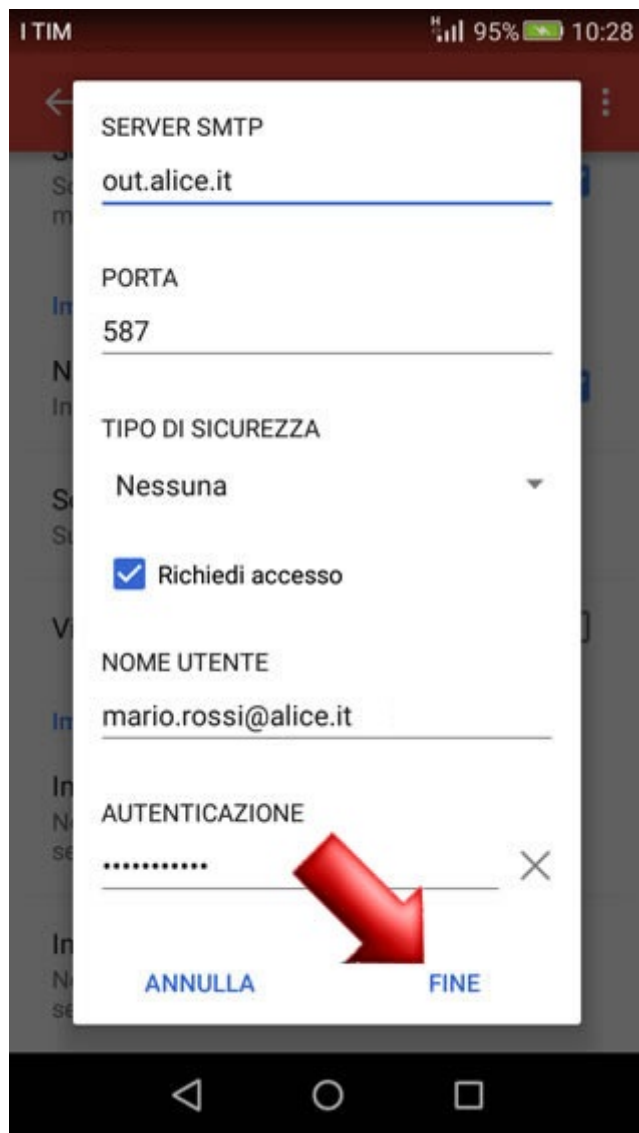 I TIM
H 95% 10:28
SERVER SMTP
out.alice.it
PORTA
587
TIPO DI SICUREZZA
Nessuna
Richiedi accesso
NOME UTENTE
mario.rossi@alice.it
AUTENTICAZIONE
•••••••••••
ANNULLA FINE